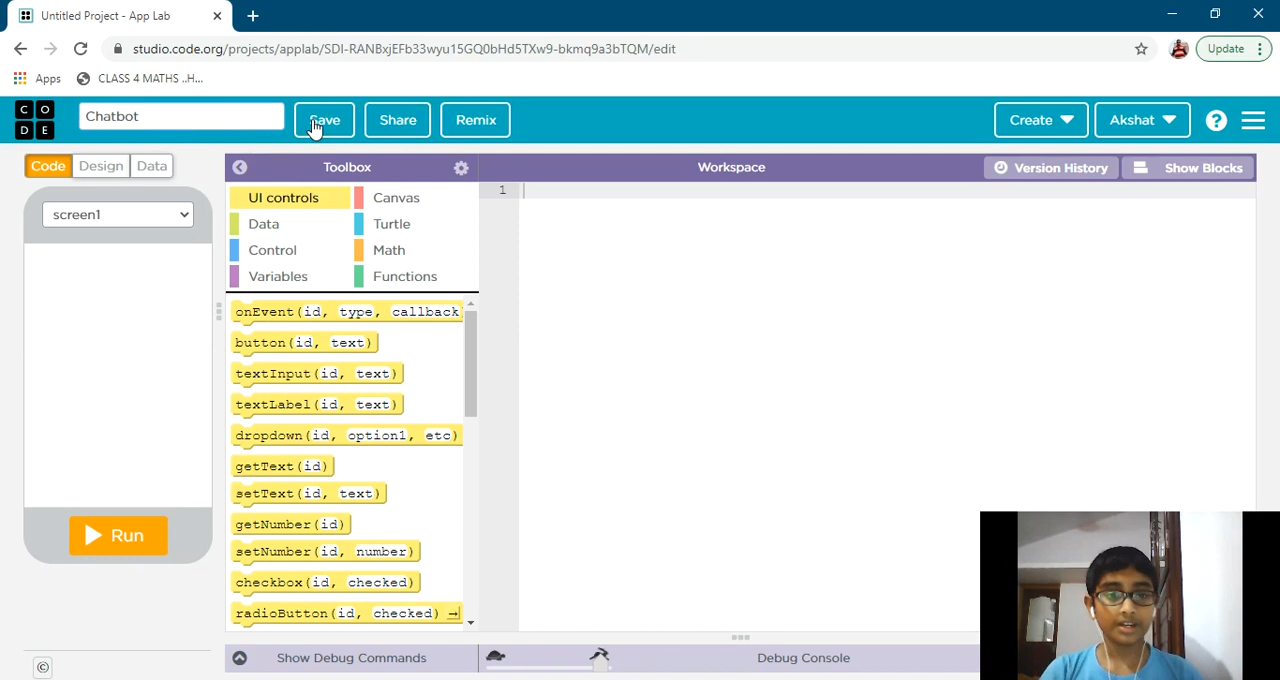 Untitled Project - App Lab
studio.code.org/projects/applab/SDI-RANBxjEFb33wyu15GQ0bHd5TXw9-bkmq9a3bTQM/edit
Update
Apps
CLASS 4 MATHS ..H...
C O
D E
Chatbot
Save
Share
Remix
Create
Akshat
?
Code
Design
Data
Toolbox
Workspace
Version History
Show Blocks
screen1
UI controls
Canvas
Data
Turtle
Control
Math
Variables
Functions
1
onEvent(id, type, callback
button(id, text)
textInput(id, text)
textLabel(id, text)
dropdown(id, option1, etc)
getText(id)
setText(id, text)
getNumber(id)
setNumber(id, number)
checkbox(id, checked)
radioButton(id, checked)
Run
©
Show Debug Commands
Debug Console